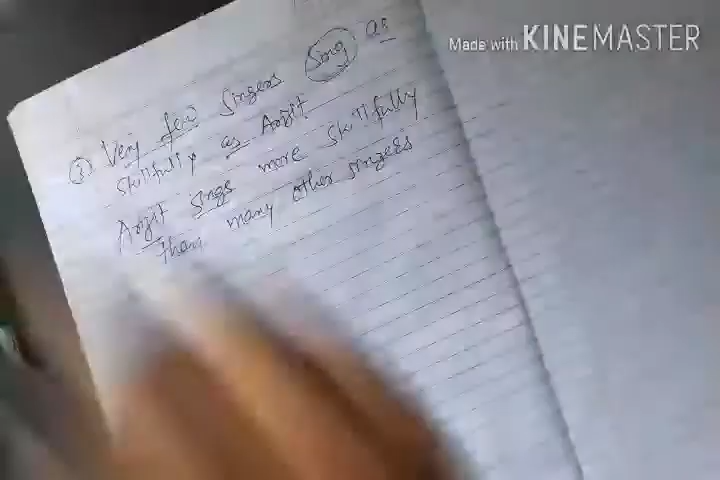 Made with KINEMASTER
③ Very few singers sing as
skillfully as Arijit
Arijit sings more skillfully
than many other singers